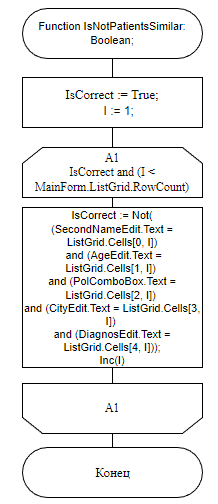 Function IsNotPatientsSimilar:
Boolean;
IsCorrect := True;
I := 1;
A1
IsCorrect and (I <
MainForm.ListGrid.RowCount)
IsCorrect := Not(
(SecondNameEdit.Text =
ListGrid.Cells[0, I])
and (AgeEdit.Text =
ListGrid.Cells[1, I])
and (PolComboBox.Text =
ListGrid.Cells[2, I])
and (CityEdit.Text = ListGrid.Cells[3,
I])
and (DiagnosEdit.Text =
ListGrid.Cells[4, I]));
Inc(I)
A1
Конец